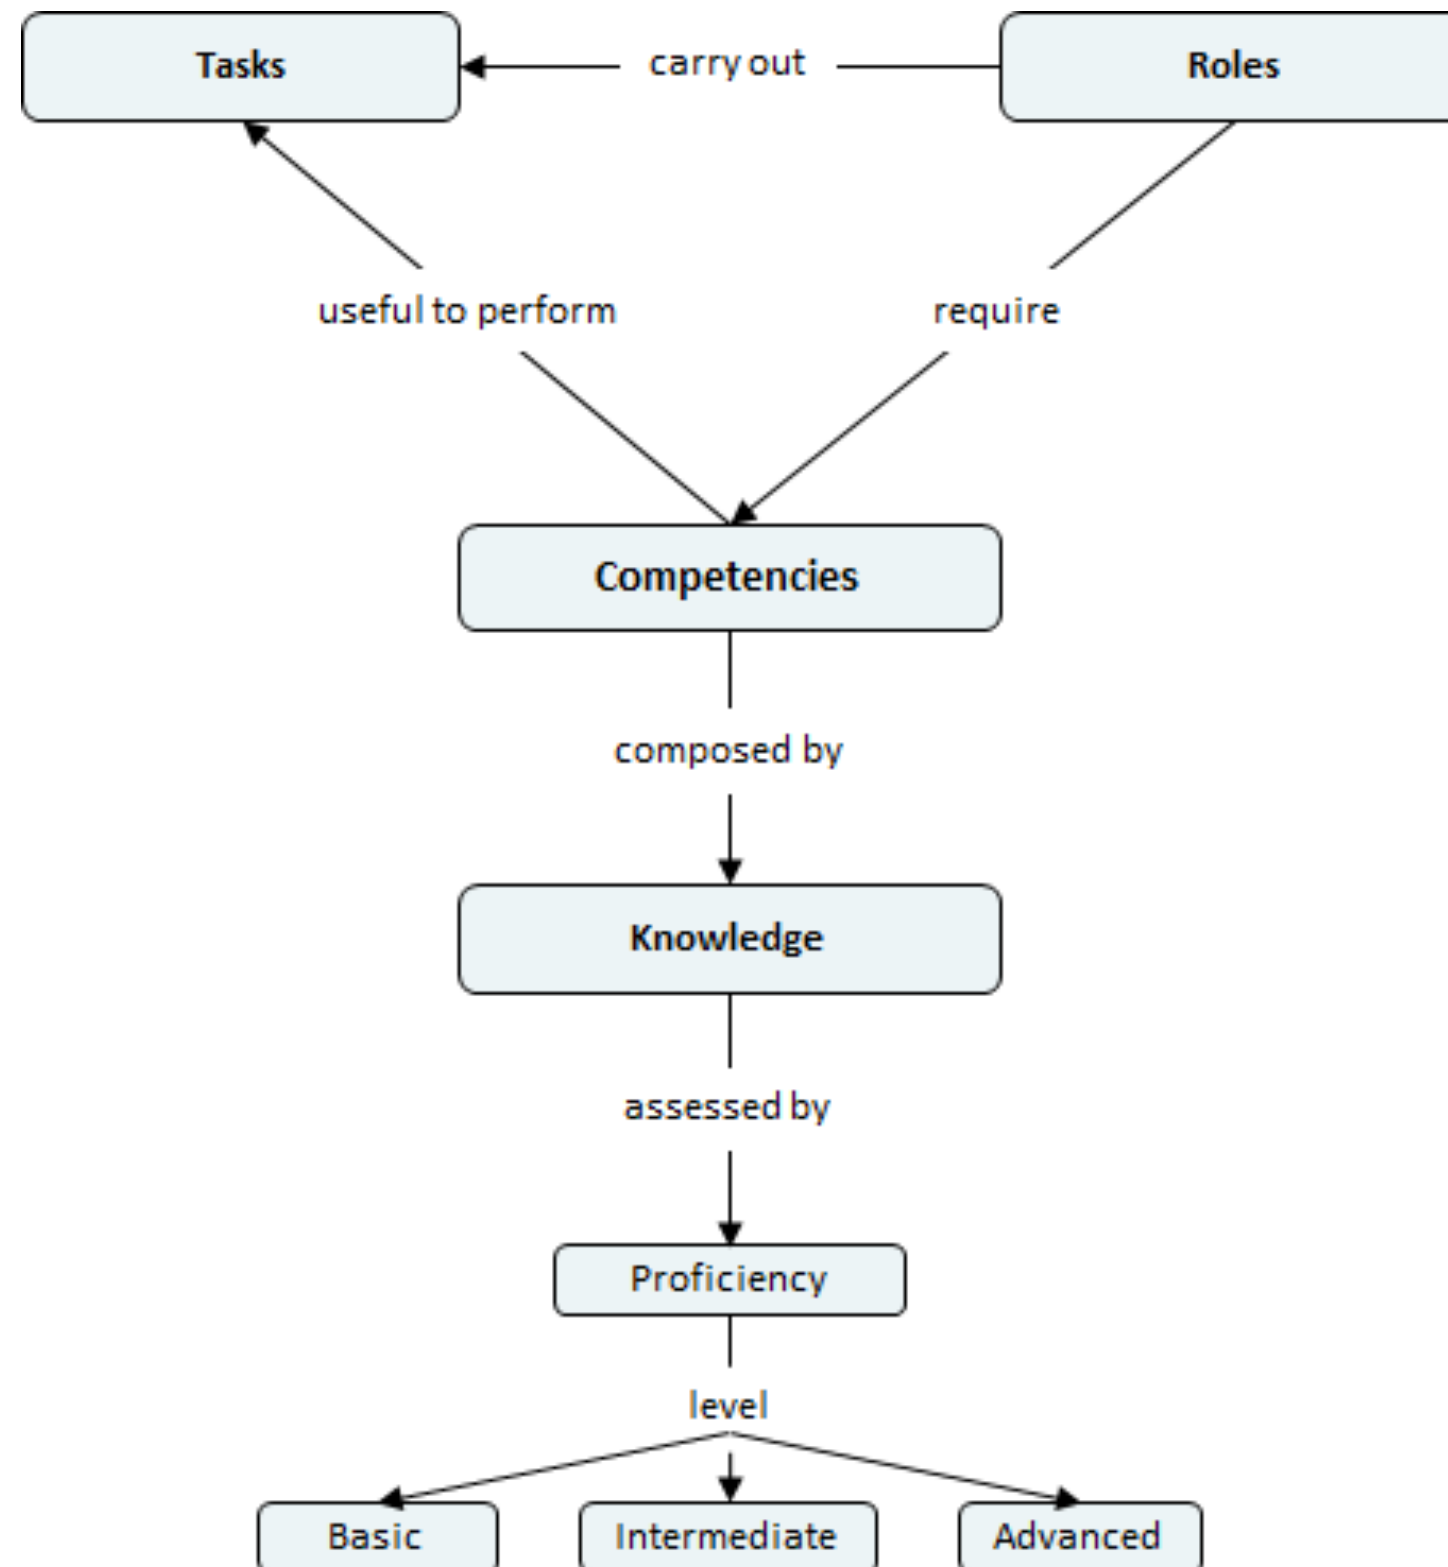 Tasks
carry out
Roles
useful to perform
require
Competencies
composed by
Knowledge
assessed by
Proficiency
level
Basic
Intermediate
Advanced